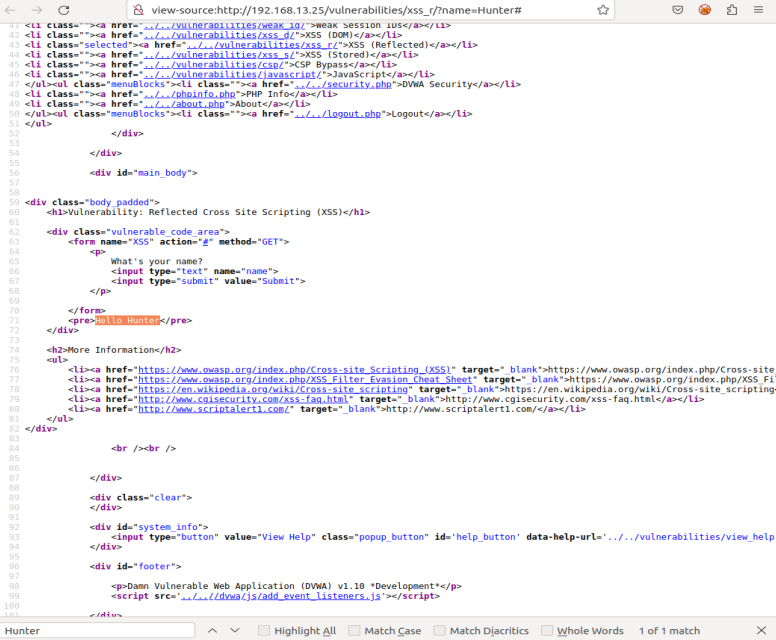 view-source:http://192.168.13.25/vulnerabilities/xss_r/?name=Hunter#
41 <li class=""><a href="../../vulnerabilities/weak_id/">Weak Session IDs</a></li>
42 <li class=""><a href="../../vulnerabilities/xss_d/">XSS (DOM)</a></li>
43 <li class="selected"><a href="../../vulnerabilities/xss_r/">XSS (Reflected)</a></li>
44 <li class=""><a href="../../vulnerabilities/xss_s/">XSS (Stored)</a></li>
45 <li class=""><a href="../../vulnerabilities/csp/">CSP Bypass</a></li>
46 <li class=""><a href="../../vulnerabilities/javascript/">JavaScript</a></li>
47 </ul><ul class="menuBlocks"><li class=""><a href="../../security.php">DVWA Security</a></li>
48 <li class=""><a href="../../phpinfo.php">PHP Info</a></li>
49 <li class=""><a href="../../about.php">About</a></li>
50 </ul><ul class="menuBlocks"><li class=""><a href="../../logout.php">Logout</a></li>
51 </ul>
52 </div>
53
54 </div>
55
56 <div id="main_body">
57
58
59 <div class="body_padded">
60 <h1>Vulnerability: Reflected Cross Site Scripting (XSS)</h1>
61
62 <div class="vulnerable_code_area">
63 <form name="XSS" action="#" method="GET">
64 <p>
65 What's your name?
66 <input type="text" name="name">
67 <input type="submit" value="Submit">
68 </p>
69
70 </form>
71 <pre>Hello Hunter</pre>
72 </div>
73
74 <h2>More Information</h2>
75 <ul>
76 <li><a href="https://www.owasp.org/index.php/Cross-site_Scripting_(XSS)" target="_blank">https://www.owasp.org/index.php/Cross-site_
77 <li><a href="https://www.owasp.org/index.php/XSS_Filter_Evasion_Cheat_Sheet" target="_blank">https://www.owasp.org/index.php/XSS_Fil
78 <li><a href="https://en.wikipedia.org/wiki/Cross-site_scripting" target="_blank">https://en.wikipedia.org/wiki/Cross-site_scripting<
79 <li><a href="http://www.cgisecurity.com/xss-faq.html" target="_blank">http://www.cgisecurity.com/xss-faq.html</a></li>
80 <li><a href="http://www.scriptalert1.com/" target="_blank">http://www.scriptalert1.com/</a></li>
81 </ul>
82 </div>
83
84 <br /><br />
85
86
87 </div>
88
89 <div class="clear">
90 </div>
91
92 <div id="system_info">
93 <input type="button" value="View Help" class="popup_button" id='help_button' data-help-url='../../vulnerabilities/view_help
94 </div>
95
96 <div id="footer">
97
98 <p>Damn Vulnerable Web Application (DVWA) v1.10 *Development*</p>
99 <script src='../..//dvwa/js/add_event_listeners.js'></script>
100
101 </div>
Hunter Highlight All Match Case Match Diacritics Whole Words 1 of 1 match